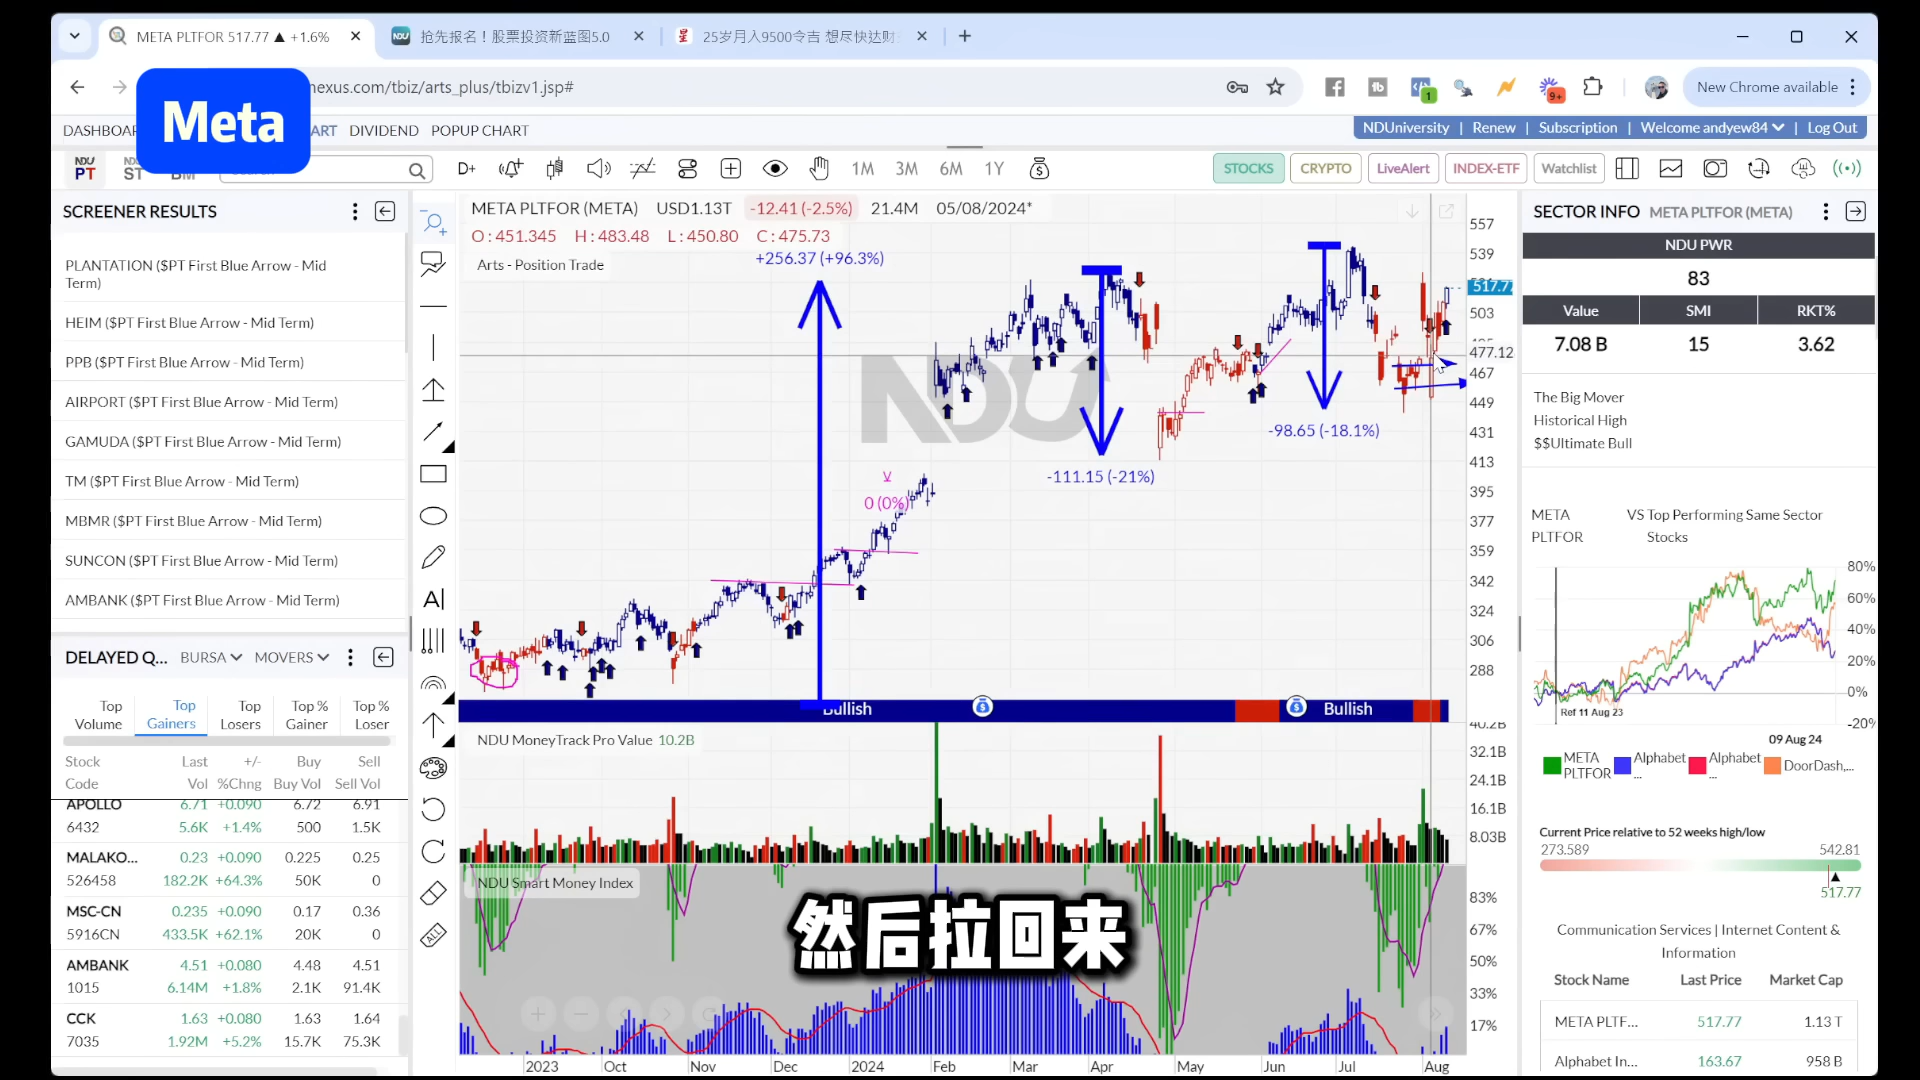 META PLTFOR 517.77 ▲ +1.6%
抢先报名！股票投资新蓝图5.0
25岁月入9500令吉 想尽快达财
nexus.com/tbiz/arts_plus/tbizv1.jsp#
New Chrome available
Meta
DIVIDEND POPUP CHART
NDUniversity | Renew | Subscription | Welcome andyew84 | Log Out
NDU PT
D+ 1M 3M 6M 1Y
STOCKS CRYPTO LiveAlert INDEX-ETF Watchlist
SCREENER RESULTS
PLANTATION ($PT First Blue Arrow - Mid
Term)
HEIM ($PT First Blue Arrow - Mid Term)
PPB ($PT First Blue Arrow - Mid Term)
AIRPORT ($PT First Blue Arrow - Mid Term)
GAMUDA ($PT First Blue Arrow - Mid Term)
TM ($PT First Blue Arrow - Mid Term)
MBMR ($PT First Blue Arrow - Mid Term)
SUNCON ($PT First Blue Arrow - Mid Term)
AMBANK ($PT First Blue Arrow - Mid Term)
DELAYED Q... BURSA MOVERS
Top Volume
Top Gainers
Top Losers
Top % Gainer
Top % Loser
Stock Last +/- Buy Sell
Code Vol %Chng Buy Vol Sell Vol
APOLLO 6.71 +0.090 6.72 6.91
6432 5.6K +1.4% 500 1.5K
MALAKO... 0.23 +0.090 0.225 0.25
526458 182.2K +64.3% 50K 0
MSC-CN 0.235 +0.090 0.17 0.36
5916CN 433.5K +62.1% 20K 0
AMBANK 4.51 +0.080 4.48 4.51
1015 6.14M +1.8% 2.1K 91.4K
CCK 1.63 +0.080 1.63 1.64
7035 1.92M +5.2% 15.7K 75.3K
META PLTFOR (META) USD1.13T -12.41 (-2.5%) 21.4M 05/08/2024*
O : 451.345 H : 483.48 L : 450.80 C : 475.73
+256.37 (+96.3%)
Arts - Position Trade
NDU
-111.15 (-21%)
-98.65 (-18.1%)
0 (0%)
Bullish
Bullish
557
539
517.77
503
477.12
467
449
431
413
395
377
359
342
324
306
288
NDU MoneyTrack Pro Value 10.2B
40.2B
32.1B
24.1B
16.1B
8.03B
NDU Smart Money Index
83%
67%
50%
33%
17%
然后拉回来
2023 Oct Nov Dec 2024 Feb Mar Apr May Jun Jul Aug
SECTOR INFO META PLTFOR (META)
NDU PWR
83
Value SMI RKT%
7.08 B 15 3.62
The Big Mover
Historical High
$$Ultimate Bull
META PLTFOR
VS Top Performing Same Sector Stocks
80%
60%
40%
20%
0%
-20%
Ref 11 Aug 23
09 Aug 24
META PLTFOR
Alphabet ...
Alphabet ...
DoorDash,...
Current Price relative to 52 weeks high/low
273.589 542.81
517.77
Communication Services | Internet Content &
Information
Stock Name Last Price Market Cap
META PLTF... 517.77 1.13 T
Alphabet In... 163.67 958 B